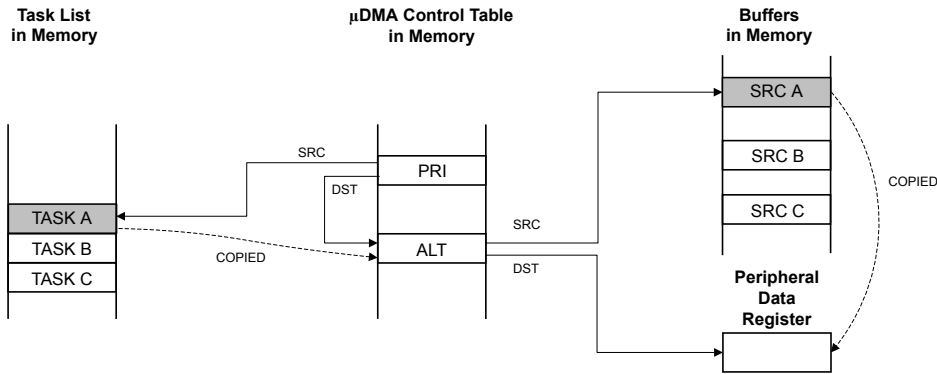 Task List
in Memory
µDMA Control Table
in Memory
Buffers
in Memory
SRC A
SRC
PRI
SRC B
DST
COPIED
SRC C
TASK A
SRC
TASK B
COPIED
ALT
DST
TASK C
Peripheral
Data
Register